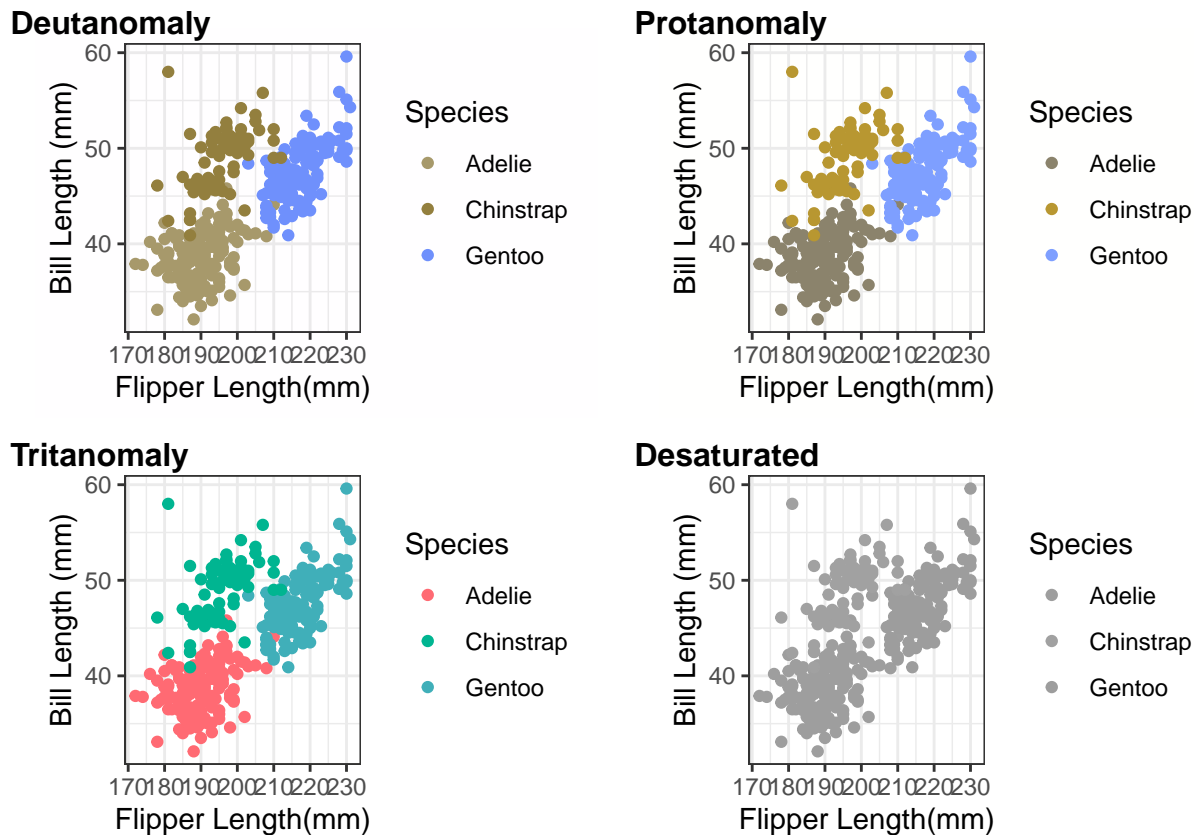 Deutanomaly
60
50
40
Bill Length (mm)
170 180 190 200 210 220 230
Flipper Length(mm)
Species
Adelie
Chinstrap
Gentoo
Protanomaly
60
50
40
Bill Length (mm)
170 180 190 200 210 220 230
Flipper Length(mm)
Species
Adelie
Chinstrap
Gentoo
Tritanomaly
60
50
40
Bill Length (mm)
170 180 190 200 210 220 230
Flipper Length(mm)
Species
Adelie
Chinstrap
Gentoo
Desaturated
60
50
40
Bill Length (mm)
170 180 190 200 210 220 230
Flipper Length(mm)
Species
Adelie
Chinstrap
Gentoo